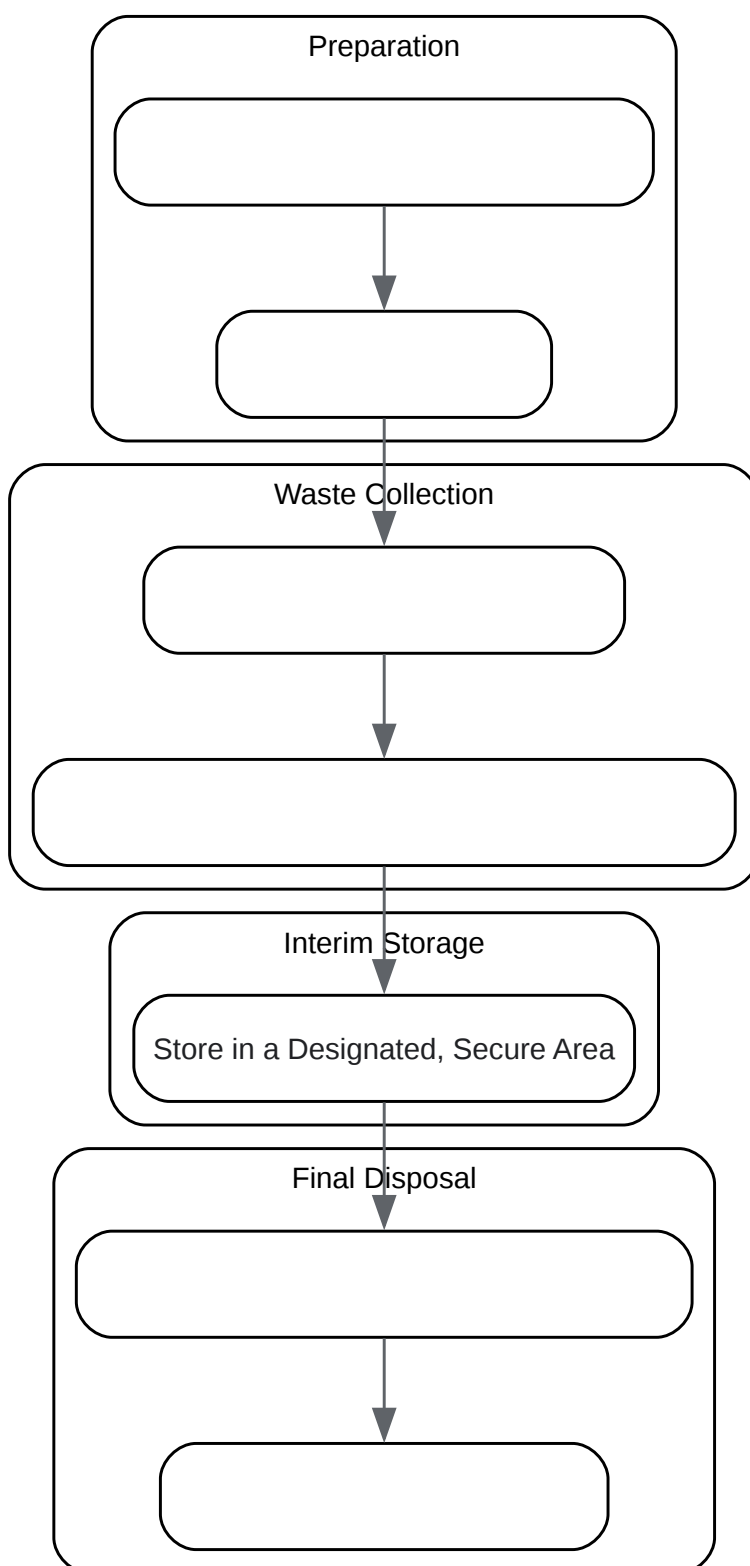 Preparation
Waste Collection
Interim Storage
Store in a Designated, Secure Area
Final Disposal